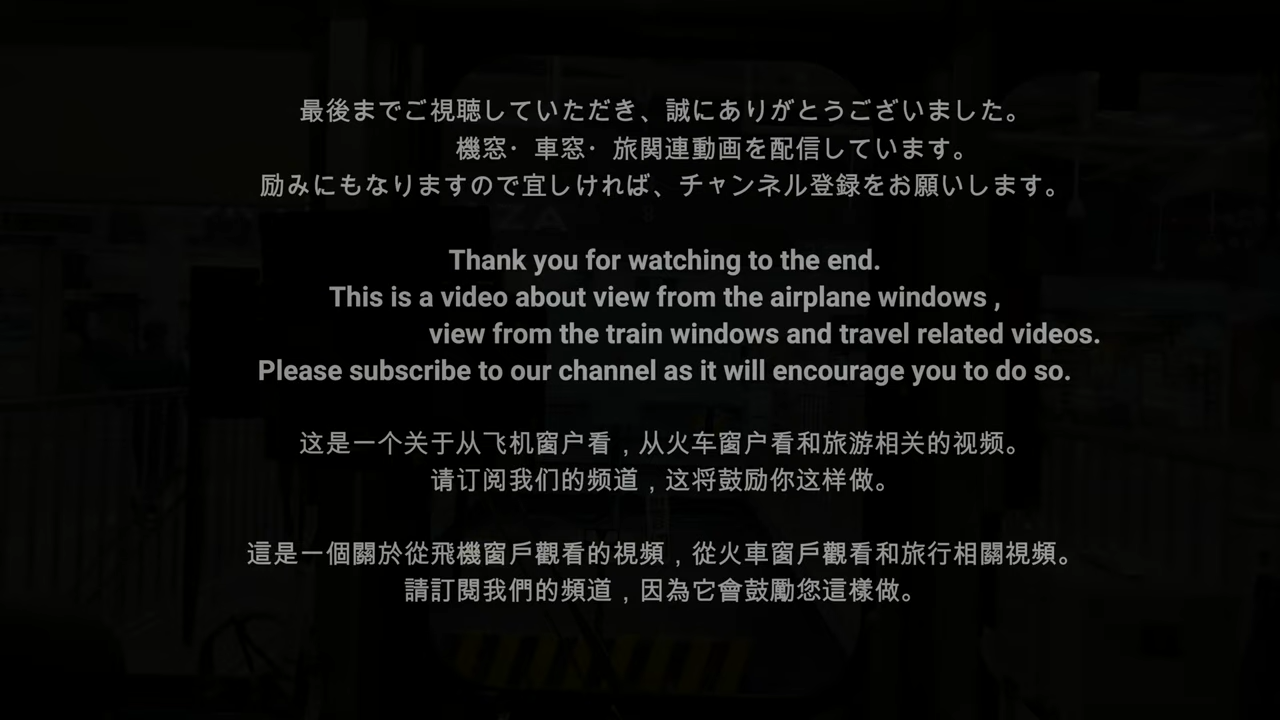 最後までご視聴していただき、誠にありがとうございました。
機窓･ 車窓･ 旅関連動画を配信しています。
励みにもなりますので宜しければ、チャンネル登録をお願いします。
Thank you for watching to the end.
This is a video about view from the airplane windows ,
view from the train windows and travel related videos.
Please subscribe to our channel as it will encourage you to do so.
这是一个关于从飞机窗户看，从火车窗户看和旅游相关的视频。
请订阅我们的频道，这将鼓励你这样做。
這是一個關於從飛機窗戶觀看的視頻，從火車窗戶觀看和旅行相關視頻。
請訂閱我們的頻道，因為它會鼓勵您這樣做。